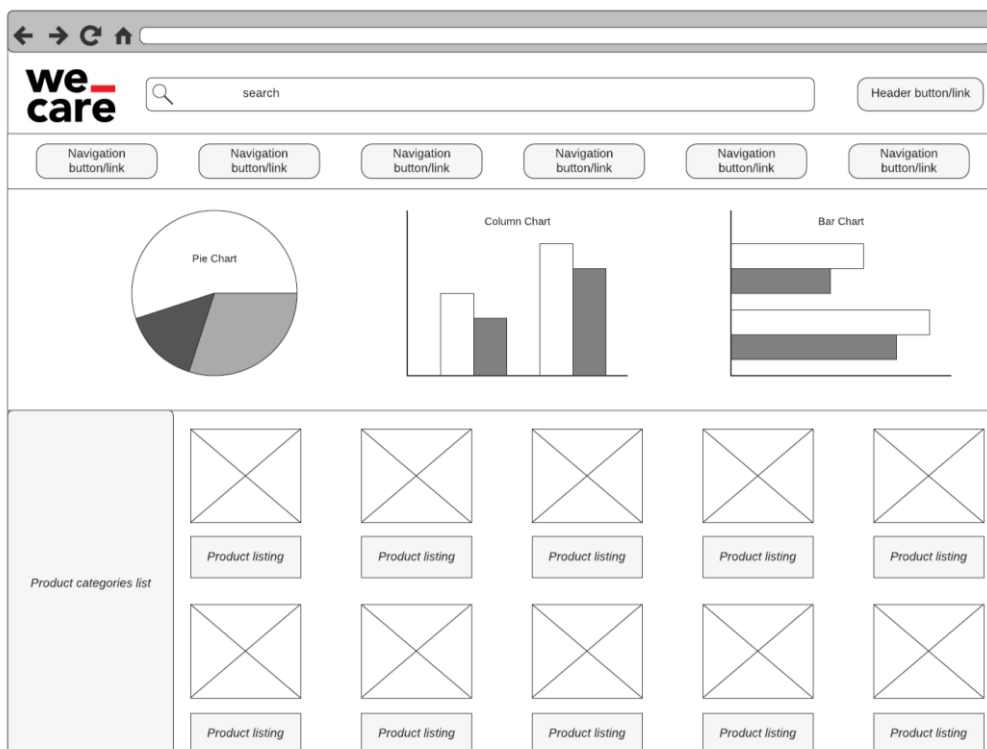 we_
care
search
Header button/link
Navigation
button/link
Navigation
button/link
Navigation
button/link
Navigation
button/link
Navigation
button/link
Navigation
button/link
Pie Chart
Column Chart
Bar Chart
Product categories list
Product listing
Product listing
Product listing
Product listing
Product listing
Product listing
Product listing
Product listing
Product listing
Product listing